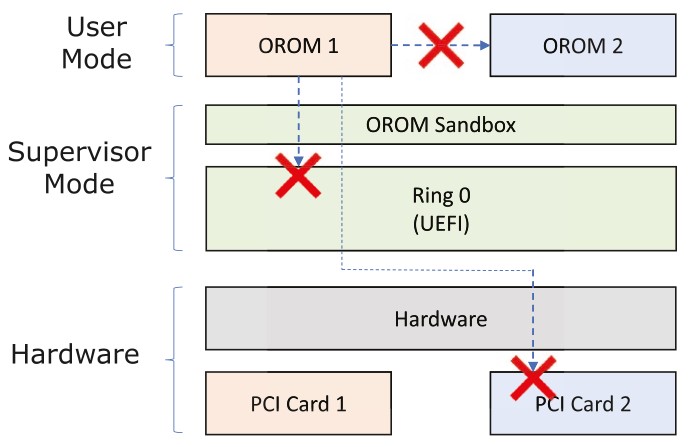 User
Mode
OROM 1
OROM 2
Supervisor
Mode
OROM Sandbox
Ring 0
(UEFI)
Hardware
Hardware
PCI Card 1
PCI Card 2